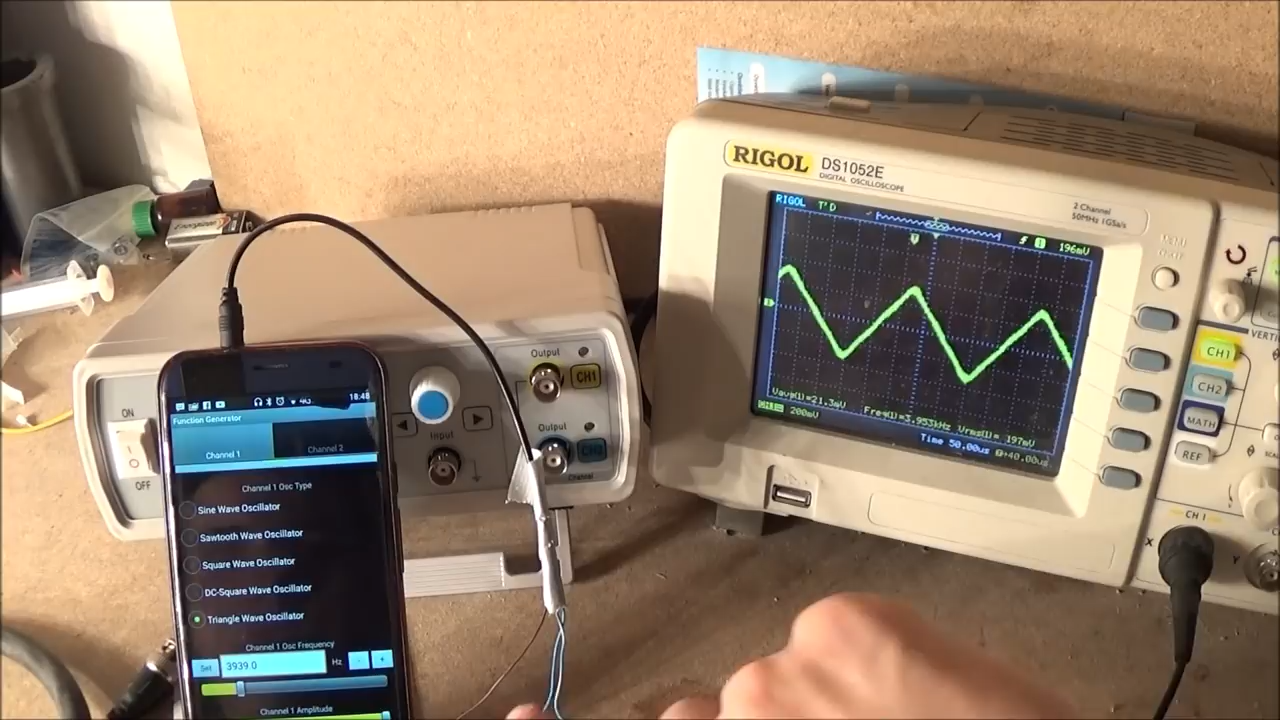 Energizer
ON
OFF
Input
Output
CH1
Output
CH2
Channel
18:48
Function Generator
Channel 1
Channel 2
Channel 1 Osc Type
Sine Wave Oscillator
Sawtooth Wave Oscillator
Square Wave Oscillator
DC-Square Wave Oscillator
Triangle Wave Oscillator
Channel 1 Osc Frequency
Set
3939.0
Hz
-
+
Channel 1 Amplitude
RIGOL
DS1052E
DIGITAL OSCILLOSCOPE
2 Channel
50MHz 1GSa/s
RIGOL
T'D
196mV
Vavg(1)=21.3mV
Freq(1)=3.953kHz
Vrms(1)= 197mV
200mV
Time 50.00us
+40.00us
CH1
CH2
MATH
REF
CH 1
X
Y